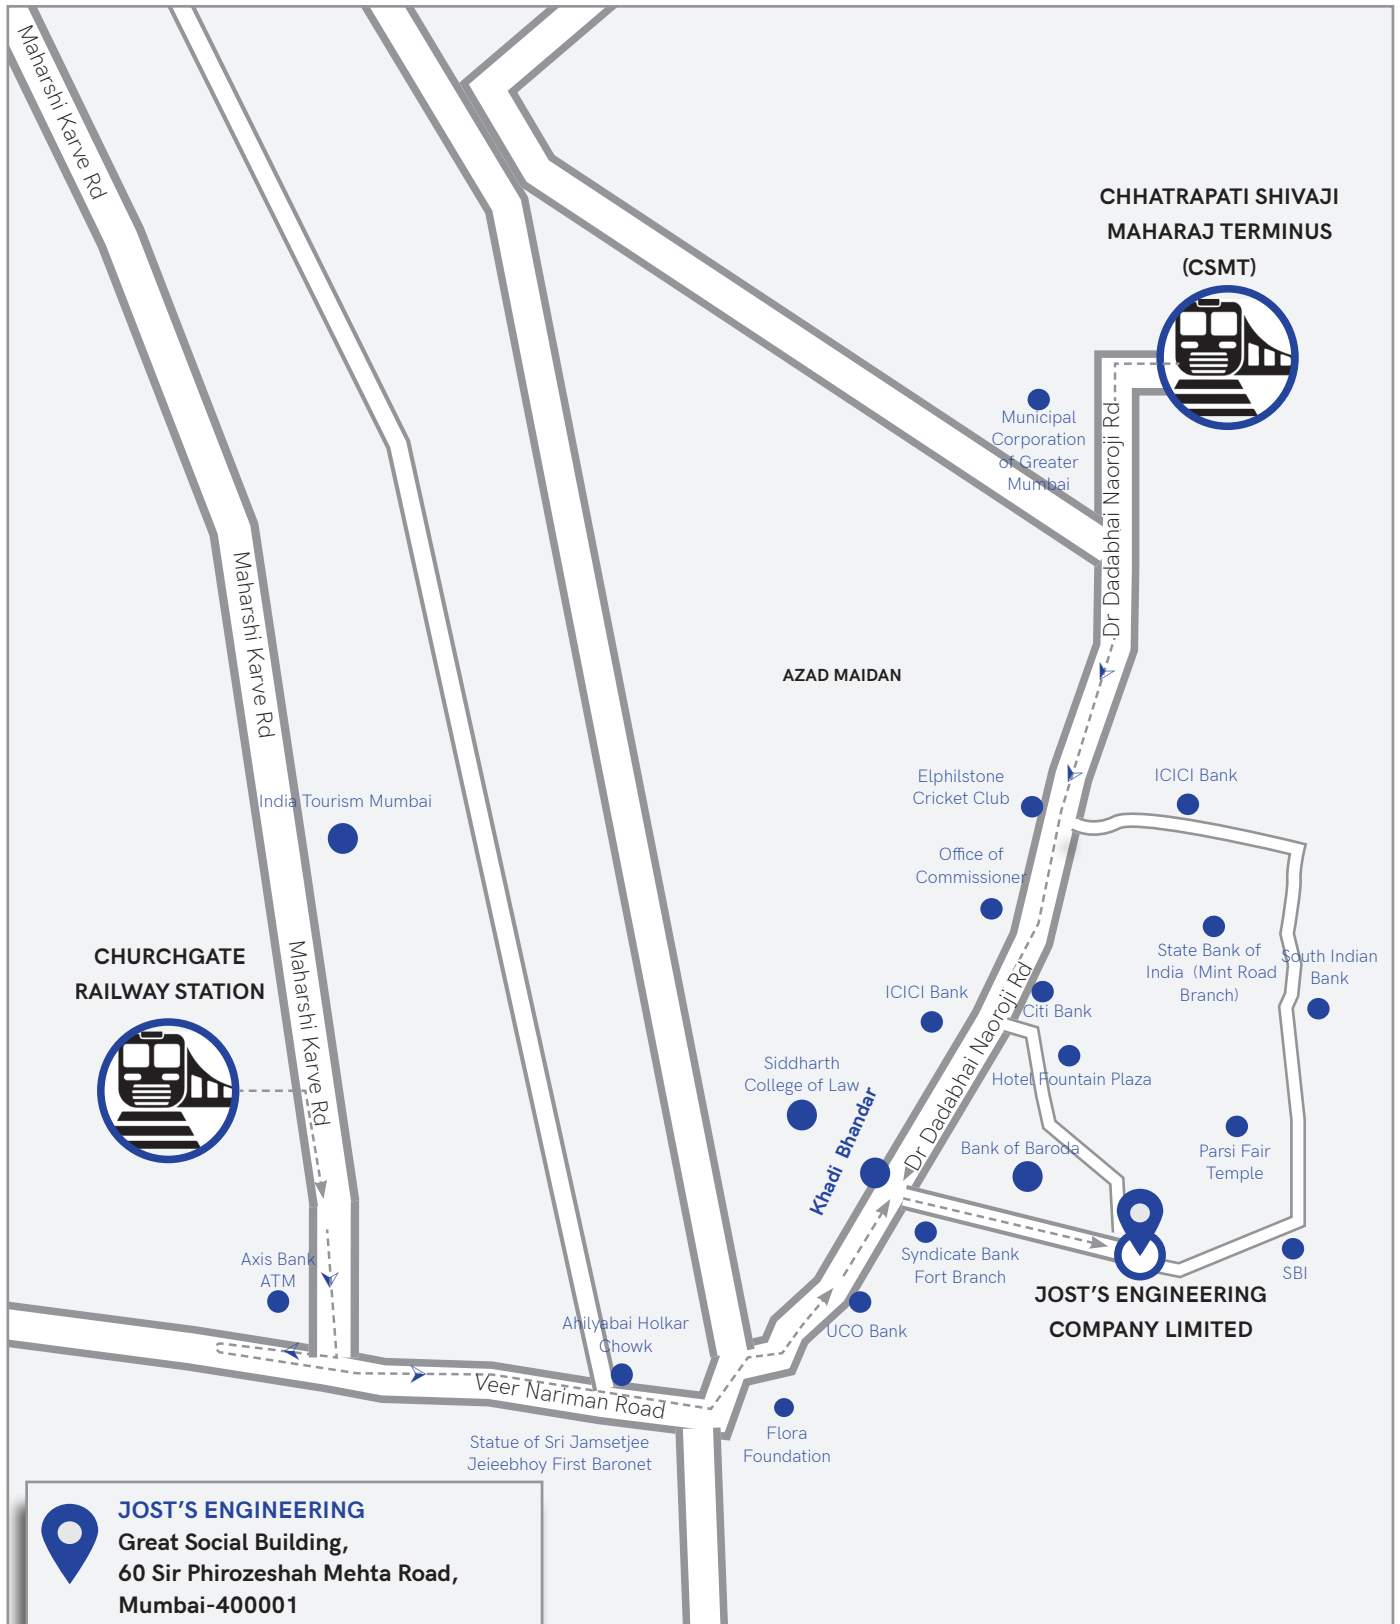 Maharshi Karve Rd
CHHATRAPATI SHIVAJI
MAHARAJ TERMINUS
(CSMT)
Municipal
Corporation
of Greater
Mumbai
Dr Dadabhai Naoroji Rd
Maharshi Karve Rd
AZAD MAIDAN
India Tourism Mumbai
Elphilstone
Cricket Club
ICICI Bank
Office of
Commissioner
CHURCHGATE
RAILWAY STATION
Maharshi Karve Rd
State Bank of
India (Mint Road
Branch)
South Indian
Bank
ICICI Bank
Citi Bank
Dr Dadabhai Naoroji Rd
Hotel Fountain Plaza
Siddharth
College of Law
Khadi Bhandar
Bank of Baroda
Parsi Fair
Temple
Syndicate Bank
Fort Branch
SBI
JOST'S ENGINEERING
COMPANY LIMITED
Axis Bank
ATM
Ahilyabai Holkar
Chowk
UCO Bank
Veer Nariman Road
Flora
Foundation
Statue of Sri Jamsetjee
Jeieebhoy First Baronet
JOST'S ENGINEERING
Great Social Building,
60 Sir Phirozeshah Mehta Road,
Mumbai-400001